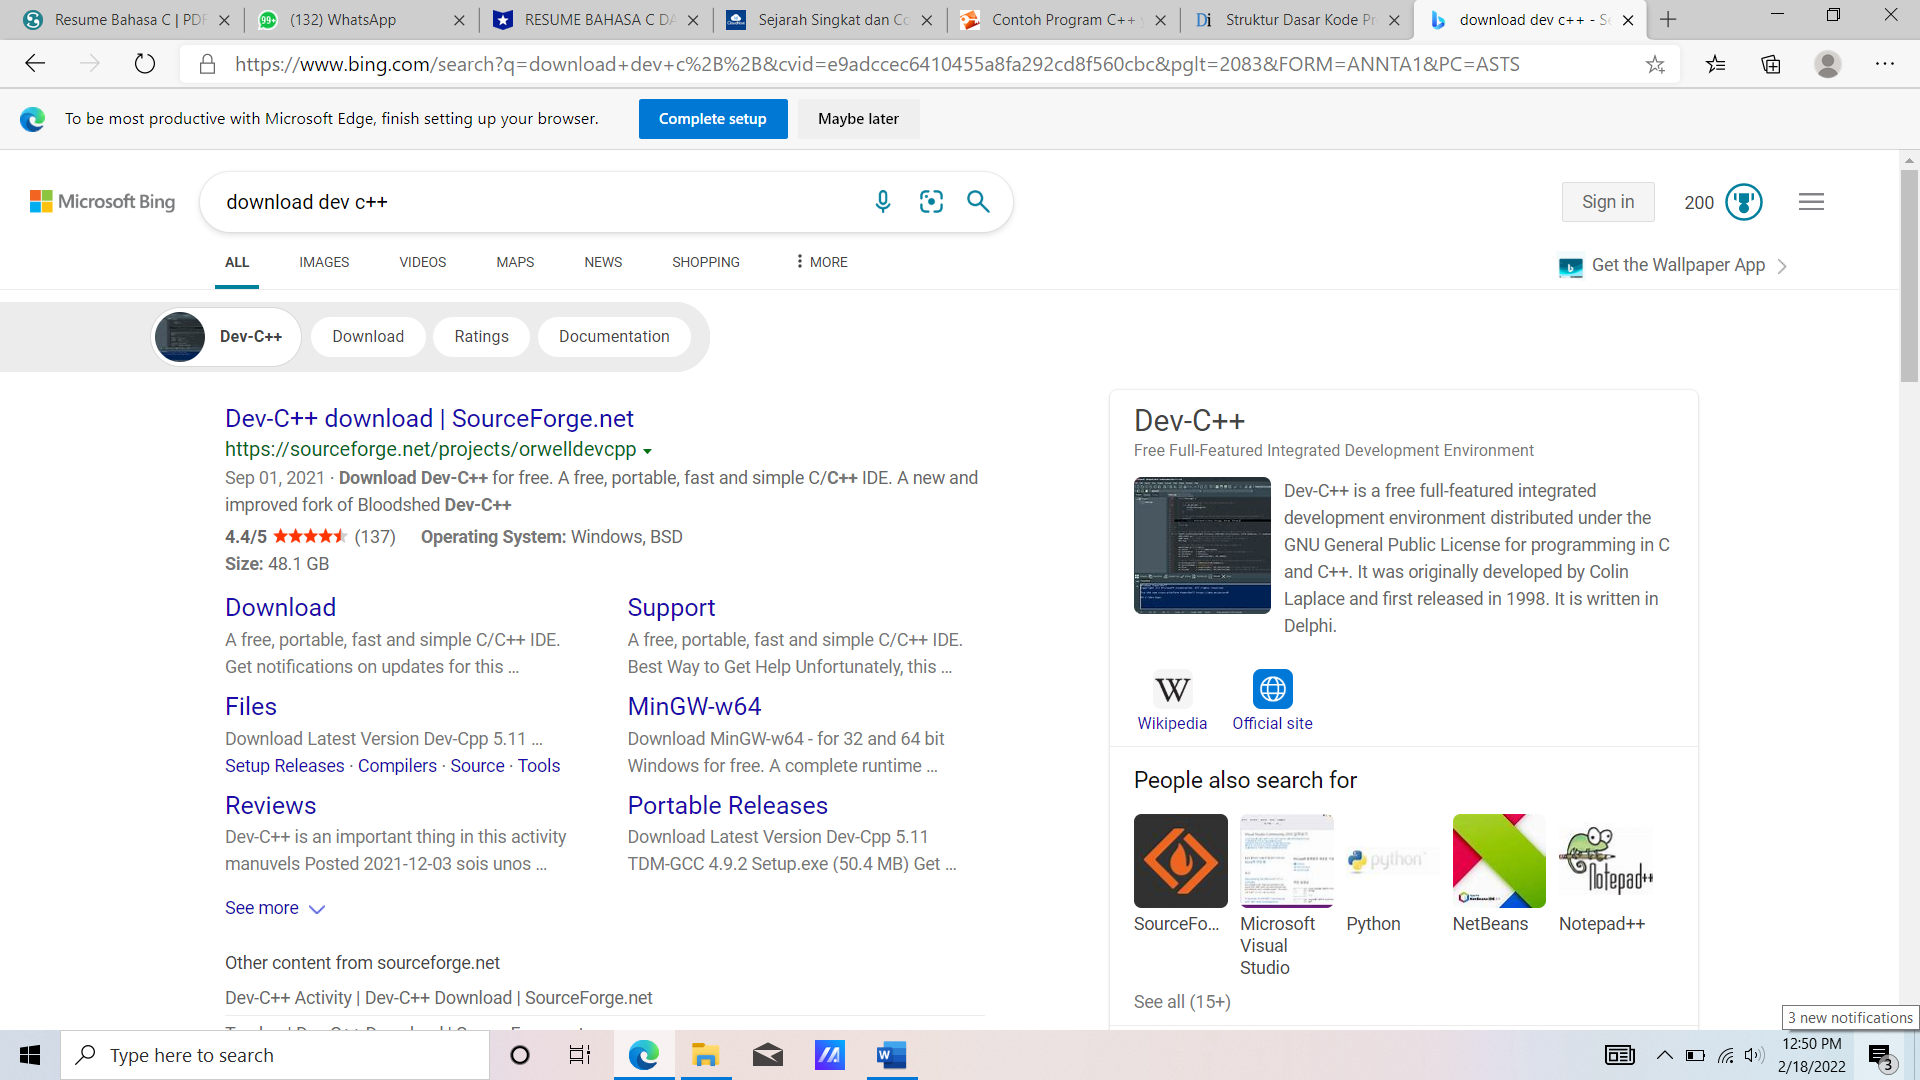 Resume Bahasa C | PDF
(132) WhatsApp
RESUME BAHASA C DA
Sejarah Singkat dan Co
Contoh Program C++
Struktur Dasar Kode Pr
download dev c++ - Se
https://www.bing.com/search?q=download+dev+c%2B%2B&cvid=e9adccec6410455a8fa292cd8f560cbc&pglt=2083&FORM=ANNTA1&PC=ASTS
To be most productive with Microsoft Edge, finish setting up your browser.
Complete setup
Maybe later
Microsoft Bing
download dev c++
Sign in
200
ALL
IMAGES
VIDEOS
MAPS
NEWS
SHOPPING
MORE
Get the Wallpaper App
Dev-C++
Download
Ratings
Documentation
Dev-C++ download | SourceForge.net
https://sourceforge.net/projects/orwelldevcpp
Sep 01, 2021 · Download Dev-C++ for free. A free, portable, fast and simple C/C++ IDE. A new and
improved fork of Bloodshed Dev-C++
4.4/5 (137) Operating System: Windows, BSD
Size: 48.1 GB
Download
A free, portable, fast and simple C/C++ IDE.
Get notifications on updates for this ...
Support
A free, portable, fast and simple C/C++ IDE.
Best Way to Get Help Unfortunately, this ...
Files
Download Latest Version Dev-Cpp 5.11 ...
Setup Releases · Compilers · Source · Tools
MinGW-w64
Download MinGW-w64 - for 32 and 64 bit
Windows for free. A complete runtime ...
Reviews
Dev-C++ is an important thing in this activity
manuvels Posted 2021-12-03 sois unos ...
Portable Releases
Download Latest Version Dev-Cpp 5.11
TDM-GCC 4.9.2 Setup.exe (50.4 MB) Get ...
See more
Other content from sourceforge.net
Dev-C++ Activity | Dev-C++ Download | SourceForge.net
Dev-C++
Free Full-Featured Integrated Development Environment
Dev-C++ is a free full-featured integrated
development environment distributed under the
GNU General Public License for programming in C
and C++. It was originally developed by Colin
Laplace and first released in 1998. It is written in
Delphi.
Wikipedia
Official site
People also search for
python
Notepad++
SourceFo...
Microsoft
Visual
Studio
Python
NetBeans
Notepad++
See all (15+)
3 new notifications
Type here to search
12:50 PM
2/18/2022
3